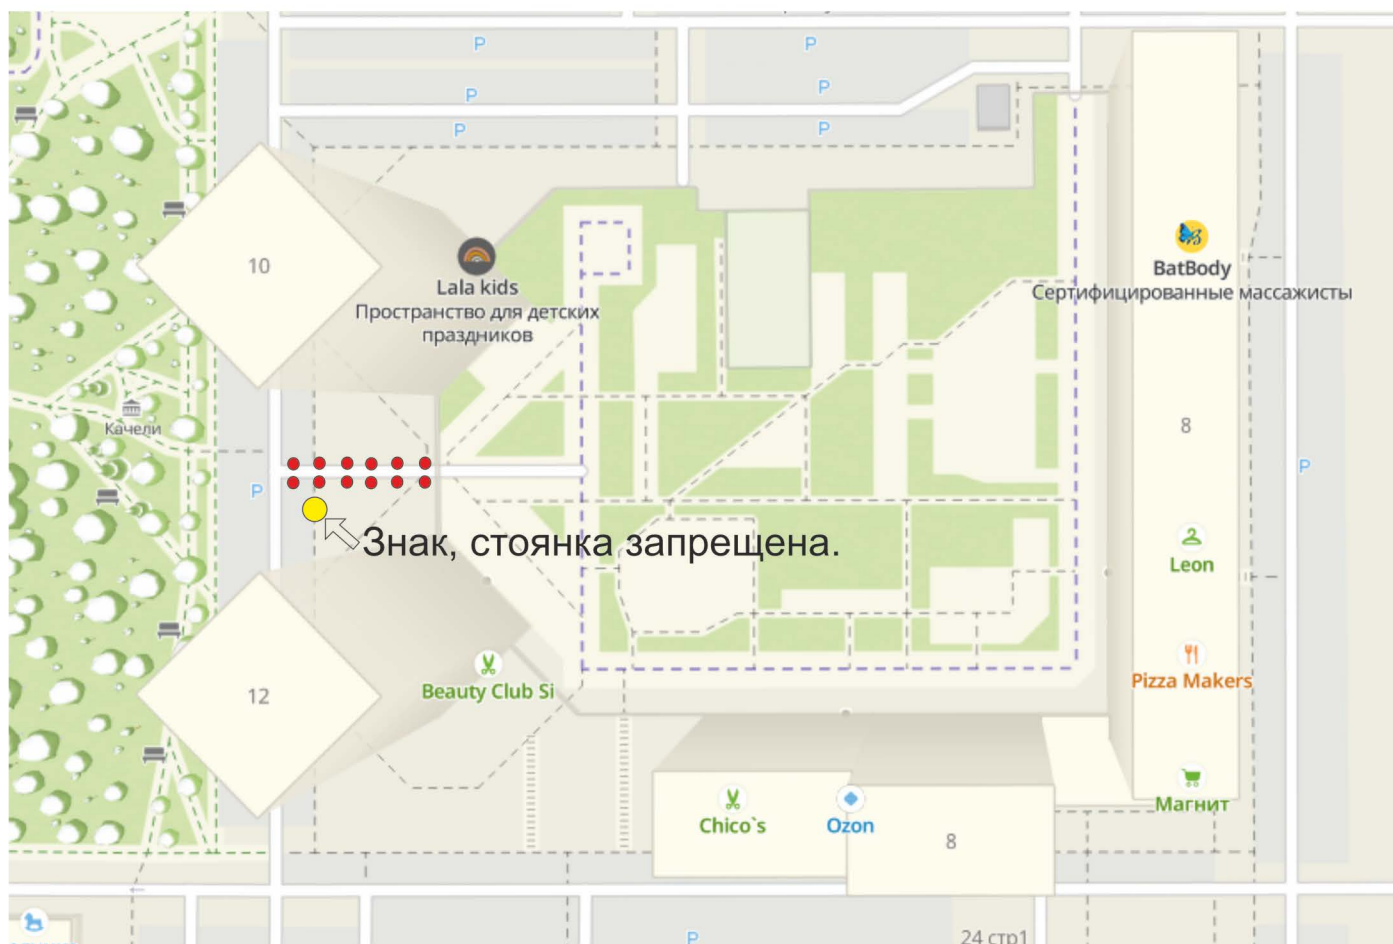 P
P
P
P
P
P
10
Lala kids
Пространство для детских
праздников
BatBody
Сертифицированные массажисты
Качели
8
P
P
Знак, стоянка запрещена.
Leon
Beauty Club Si
Pizza Makers
12
Chico`s
Ozon
Магнит
8
P
24 стр1